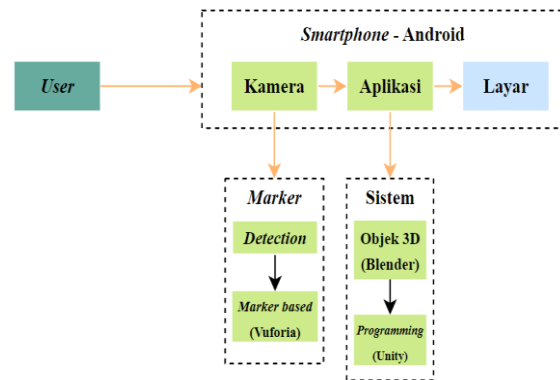 Smartphone - Android
User
Kamera
Aplikasi
Layar
Marker
Detection
Marker based
(Vuforia)
Sistem
Objek 3D
(Blender)
Programming
(Unity)